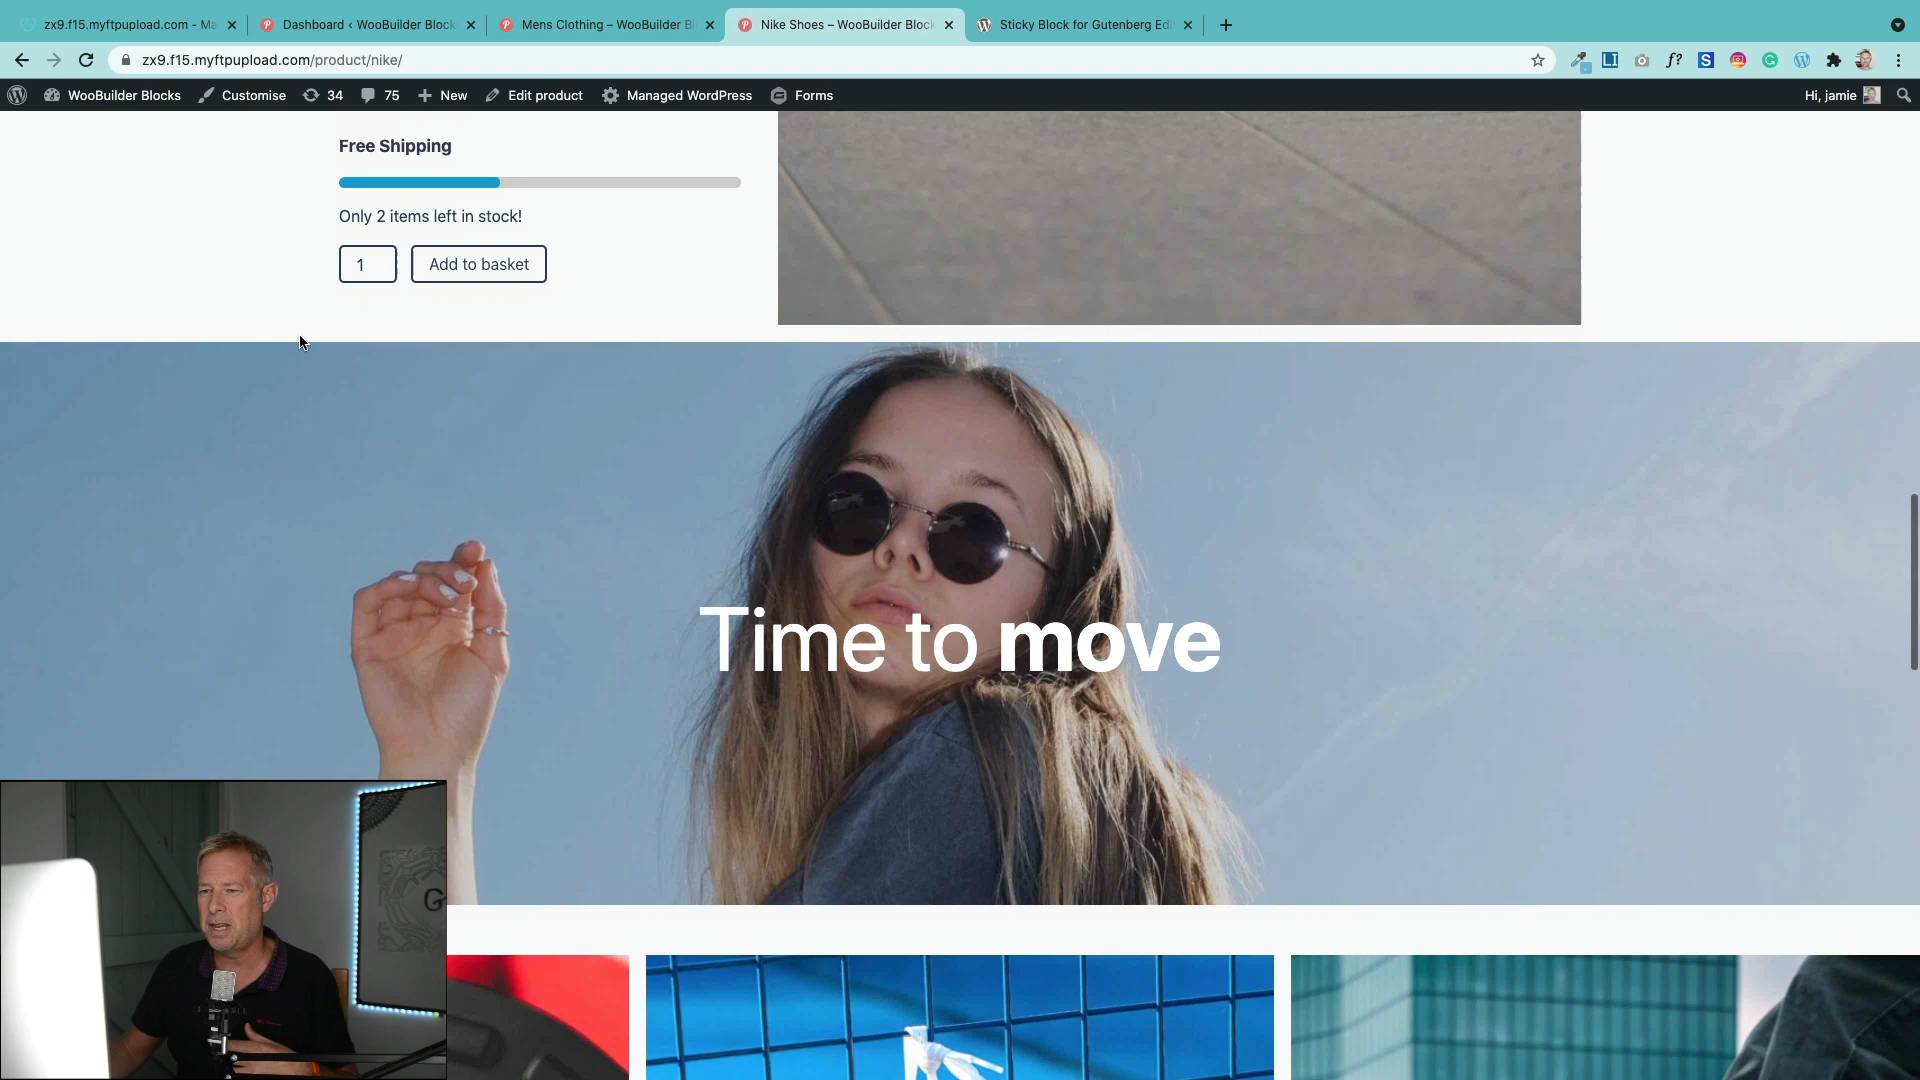 zx9.f15.myftpupload.com - Ma
Dashboard ‹ WooBuilder Block
Mens Clothing – WooBuilder Bl
Nike Shoes – WooBuilder Block
Sticky Block for Gutenberg Edi
zx9.f15.myftpupload.com/product/nike/
WooBuilder Blocks
Customise
34
75
New
Edit product
Managed WordPress
Forms
Hi, jamie
Free Shipping
Only 2 items left in stock!
1
Add to basket
Time to move